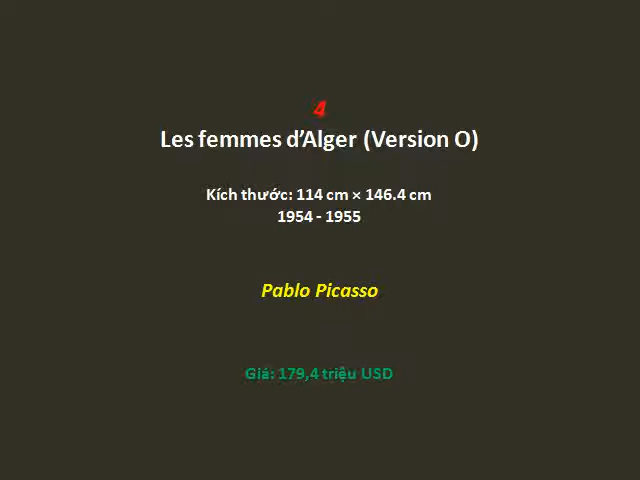 4
Les femmes d’Alger (Version O)
Kích thước: 114 cm × 146.4 cm
1954 - 1955
Pablo Picasso
Giá: 179,4 triệu USD